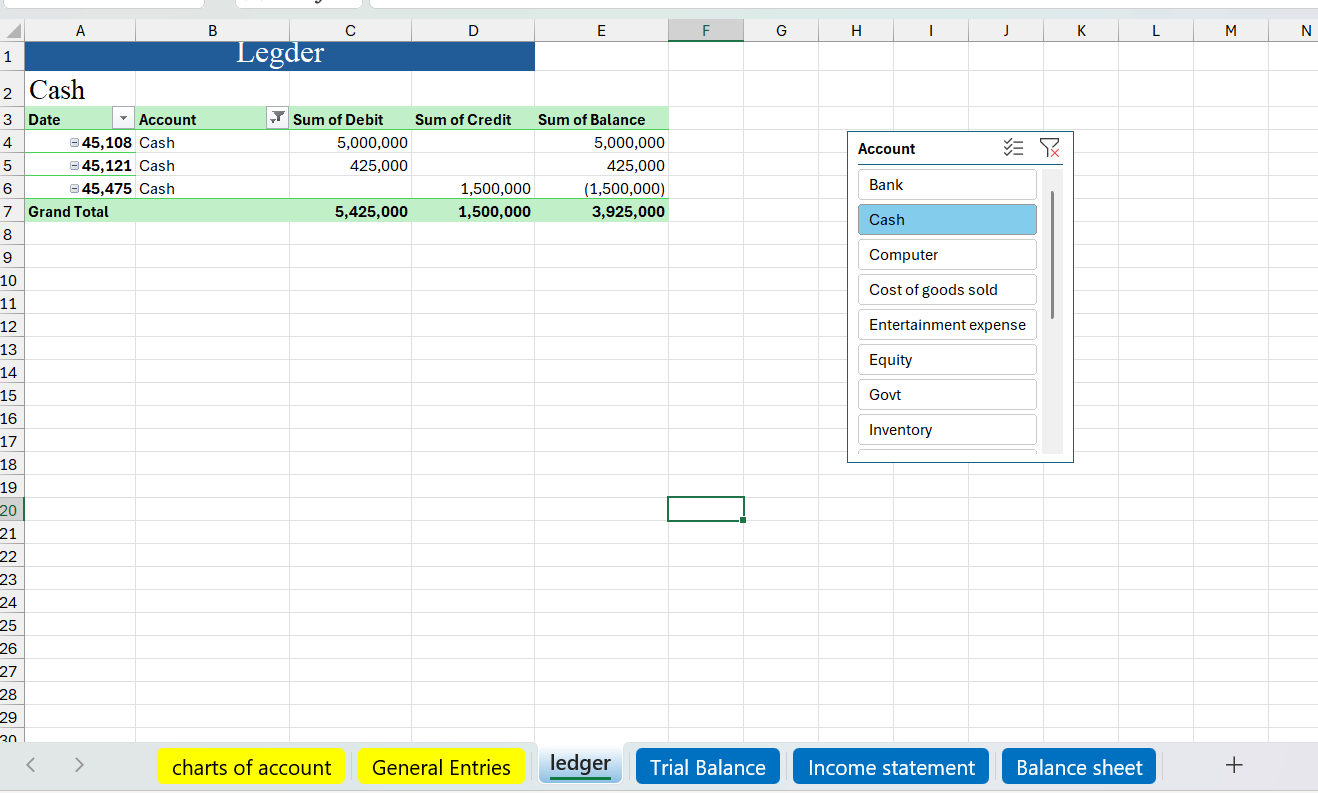 A B C D E F G H I J K L M N
1 Legder
2 Cash
3 Date Account Sum of Debit Sum of Credit Sum of Balance
4 45,108 Cash 5,000,000 5,000,000
5 45,121 Cash 425,000 425,000
6 45,475 Cash 1,500,000 (1,500,000)
7 Grand Total 5,425,000 1,500,000 3,925,000
8
9
10
11
12
13
14
15
16
17
18
19
20
21
22
23
24
25
26
27
28
29
30
Account
Bank
Cash
Computer
Cost of goods sold
Entertainment expense
Equity
Govt
Inventory
charts of account General Entries ledger Trial Balance Income statement Balance sheet